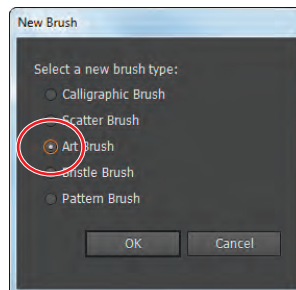 New Brush
Select a new brush type:
Calligraphic Brush
Scatter Brush
Art Brush
Bristle Brush
Pattern Brush
OK
Cancel